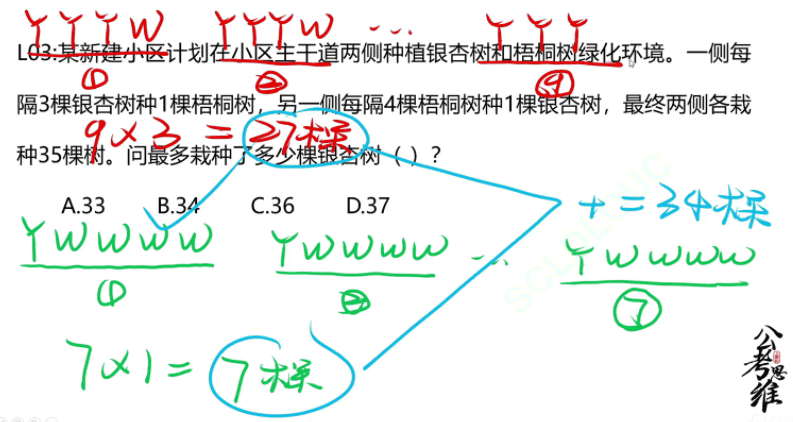 YYYW YYYW ... YYY
L03:某新建小区计划在小区主干道两侧种植银杏树和梧桐树绿化环境。一侧每
① ② ⑨
隔3棵银杏树种1棵梧桐树，另一侧每隔4棵梧桐树种1棵银杏树，最终两侧各栽
9×3=27棵
种35棵树。问最多栽种了多少棵银杏树（ ）？
A.33 B.34 C.36 D.37
+=34棵
YWWWW YWWWW ... YWWWW
① ② ⑦
7×1=7棵
公考思维